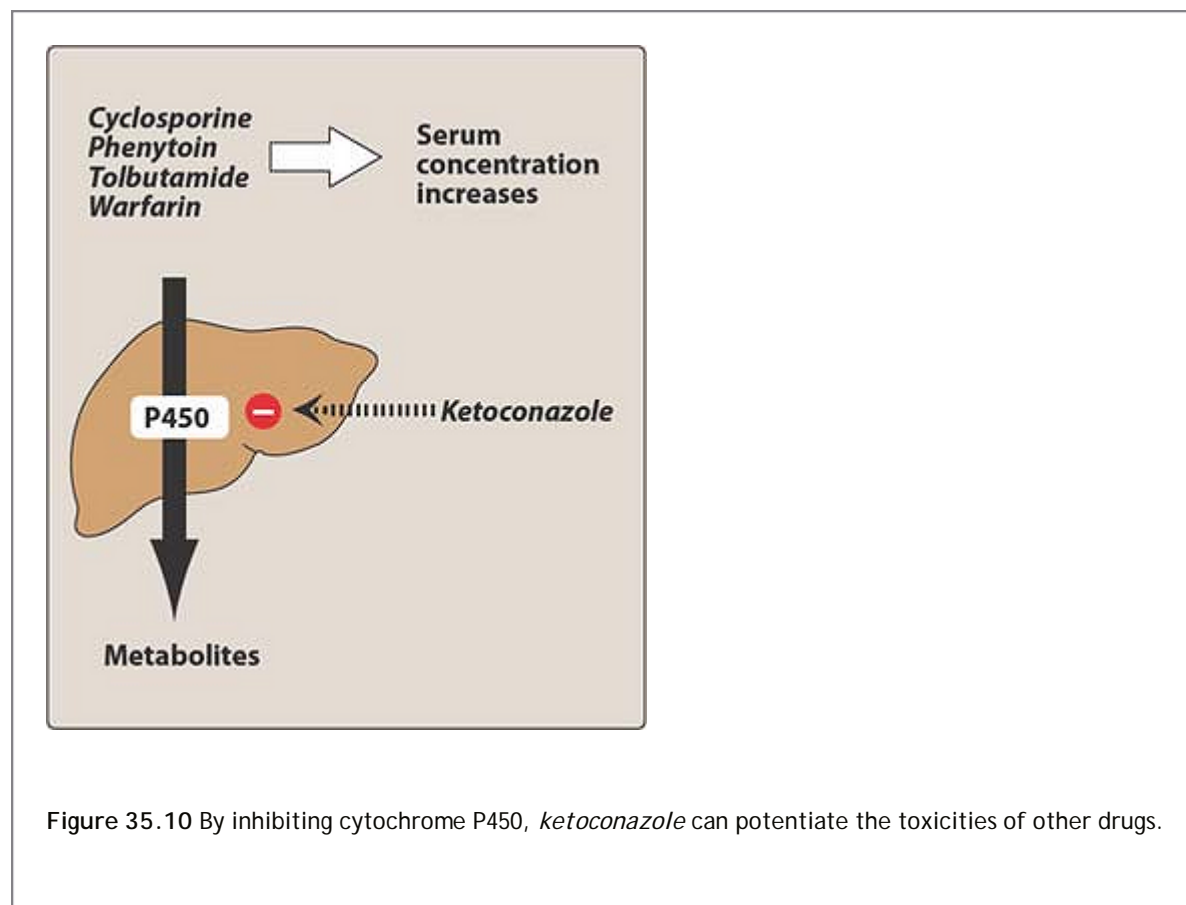 Cyclosporine
Phenytoin
Tolbutamide
Warfarin
Serum
concentration
increases
P450
Ketoconazole
Metabolites
Figure 35.10 By inhibiting cytochrome P450, ketoconazole can potentiate the toxicities of other drugs.